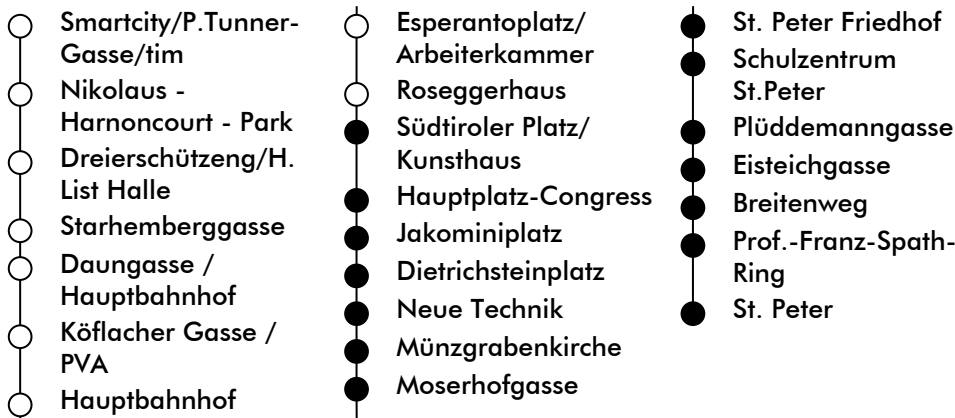 Smartcity/P.Tunner-
Gasse/tim
Nikolaus -
Harnoncourt - Park
Dreierschützeng/H.
List Halle
Starhemberggasse
Daungasse /
Hauptbahnhof
Köflacher Gasse /
PVA
Hauptbahnhof
Esperantoplatz/
Arbeiterkammer
Roseggerhaus
Südtiroler Platz/
Kunsthaus
Hauptplatz-Congress
Jakominiplatz
Dietrichsteinplatz
Neue Technik
Münzgrabenkirche
Moserhofgasse
St. Peter Friedhof
Schulzentrum
St.Peter
Plüddemanngasse
Eisteichgasse
Breitenweg
Prof.-Franz-Spath-
Ring
St. Peter